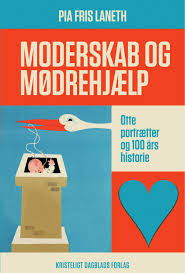 PIA FRIS LANETH
MODERSKAB OG
MØDREHJÆLP
Otte
portrætter
og 100 års
historie
KRISTELIGT DAGBLADS FORLAG